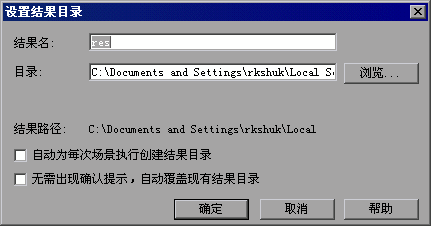 设置结果目录
结果名: res
目录: C:\Documents and Settings\rkshuk\Local 浏览...
结果路径: C:\Documents and Settings\rkshuk\Local
自动为每次场景执行创建结果目录
无需出现确认提示，自动覆盖现有结果目录
确定 取消 帮助